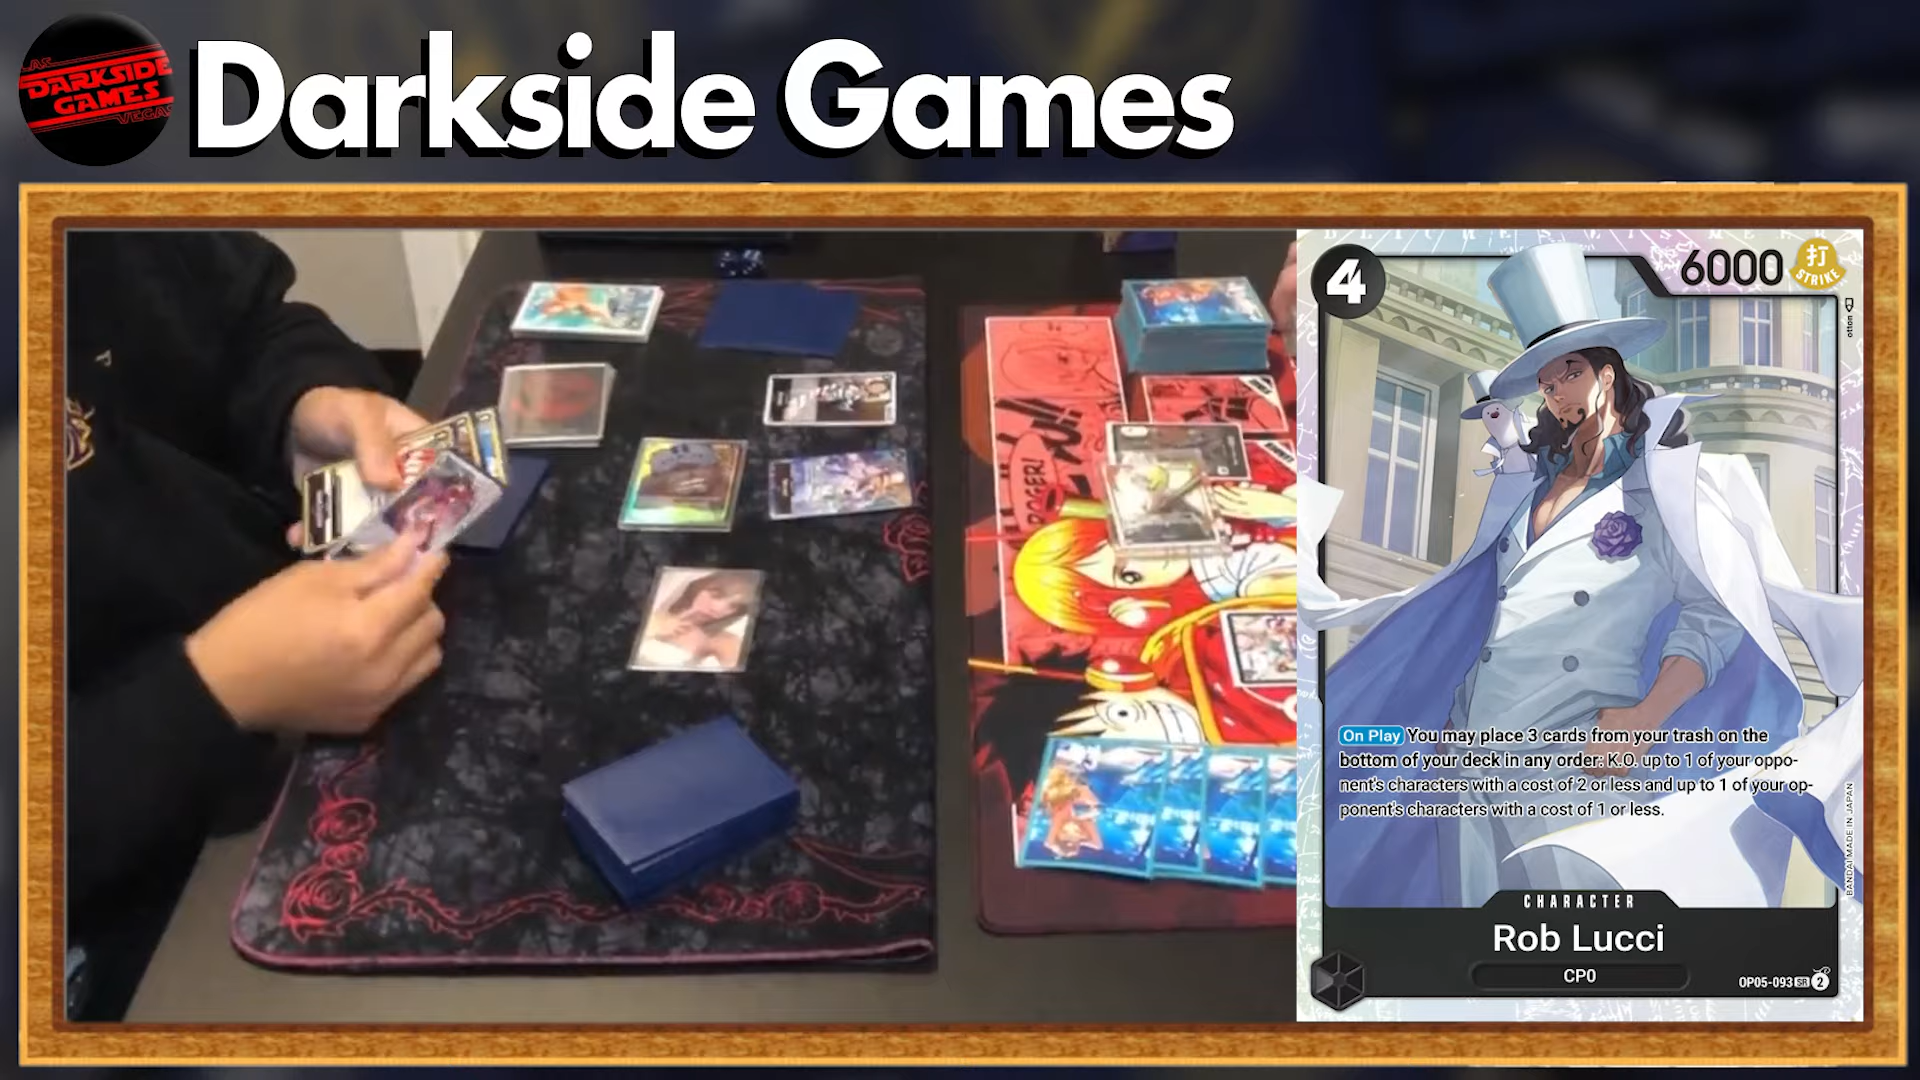 LAS
DARKSIDE
GAMES
VEGAS
Darkside Games
ROGER!
4
6000
打
STRIKE
otton
On Play You may place 3 cards from your trash on the
bottom of your deck in any order: K.O. up to 1 of your oppo-
nent's characters with a cost of 2 or less and up to 1 of your op-
ponent's characters with a cost of 1 or less.
BANDAI MADE IN JAPAN
CHARACTER
Rob Lucci
CP0
OP05-093 SR 2